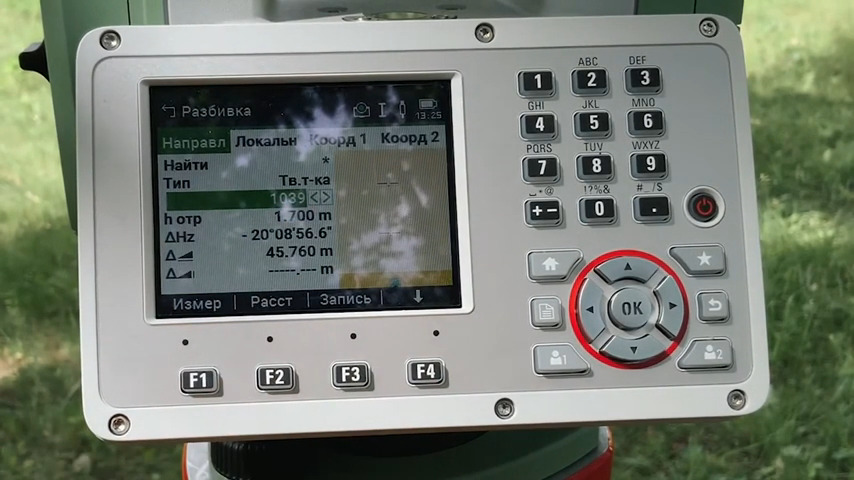 Разбивка
13:25
Направл Локальн Коорд 1 Коорд 2
Найти *
Тип Тв.т-ка --.--
1039
h отр 1.700 m
ΔHz - 20°08'56.6" --.--
Δ 45.760 m
Δ -----.--- m
Измер | Расст | Запись | ↓
F1 F2 F3 F4
ABC DEF
1 2 3
GHI JKL MNO
4 5 6
PQRS TUV WXYZ
7 8 9
␣.*@ !?%& #_/$
+− 0 .
OK
1 2